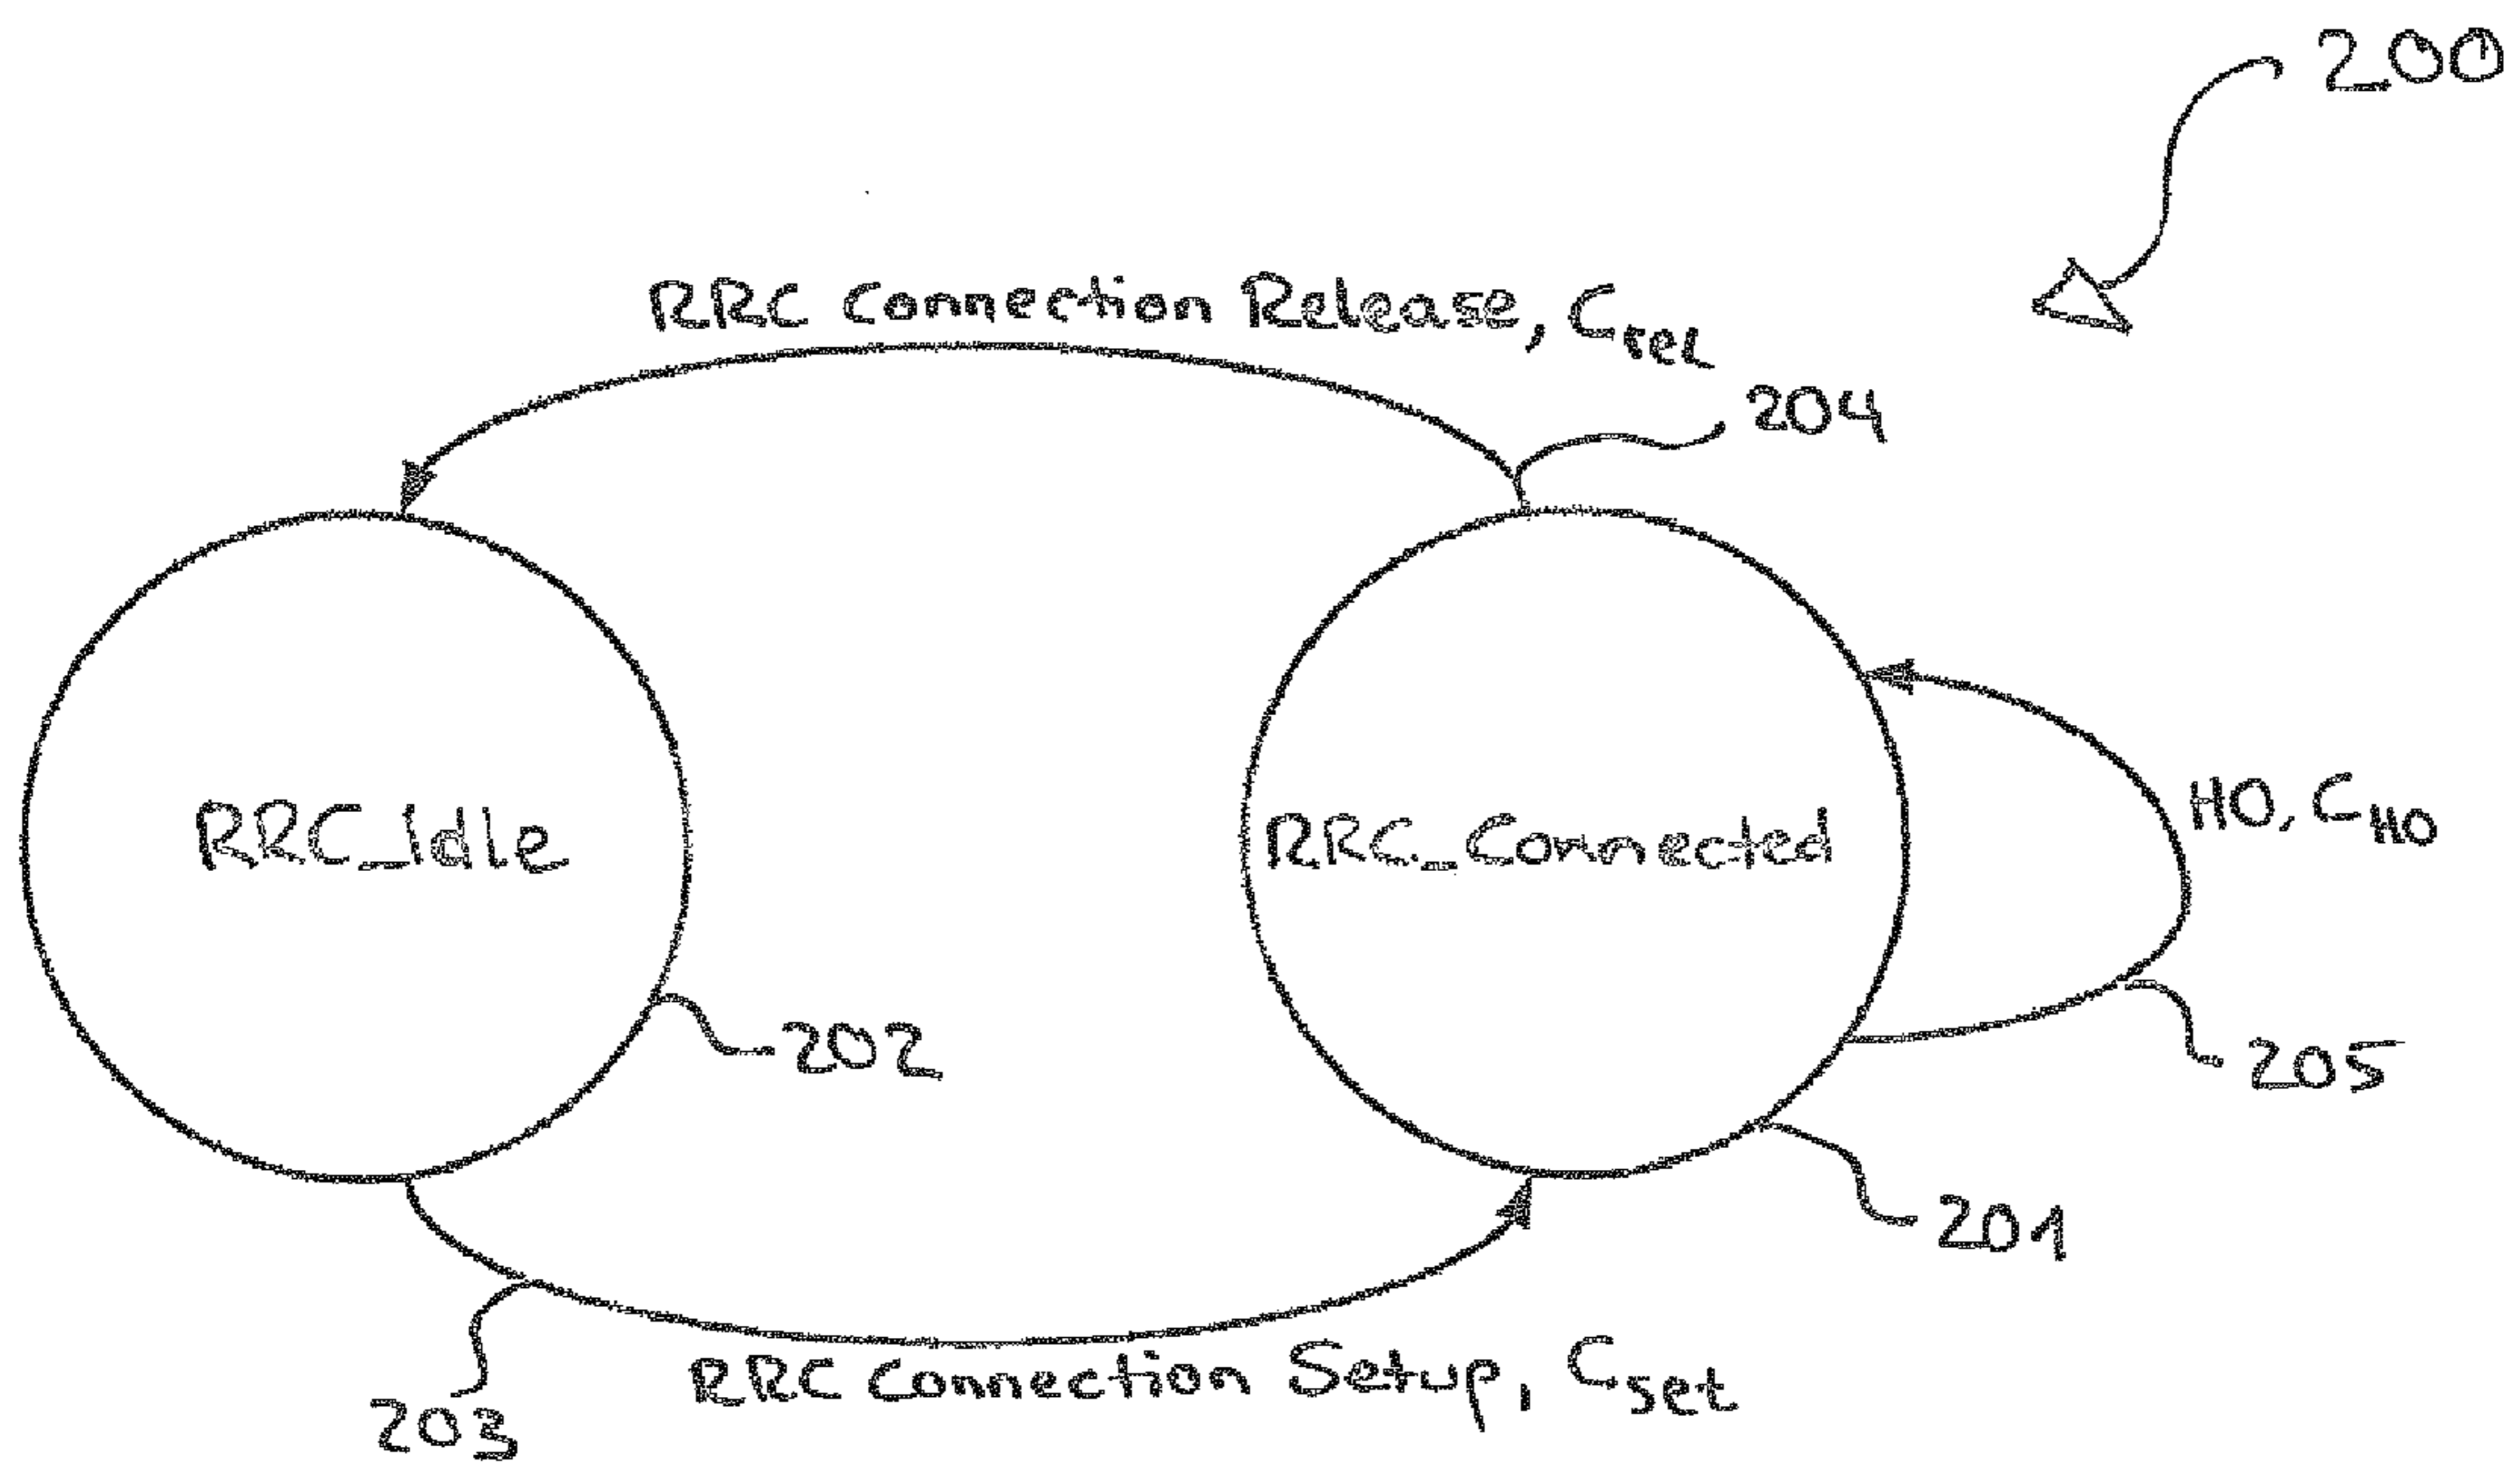 200
RRC Connection Release, Crel
204
RRC_Idle
RRC_Connected
HO, CHO
202
205
201
RRC Connection Setup, Cset
203